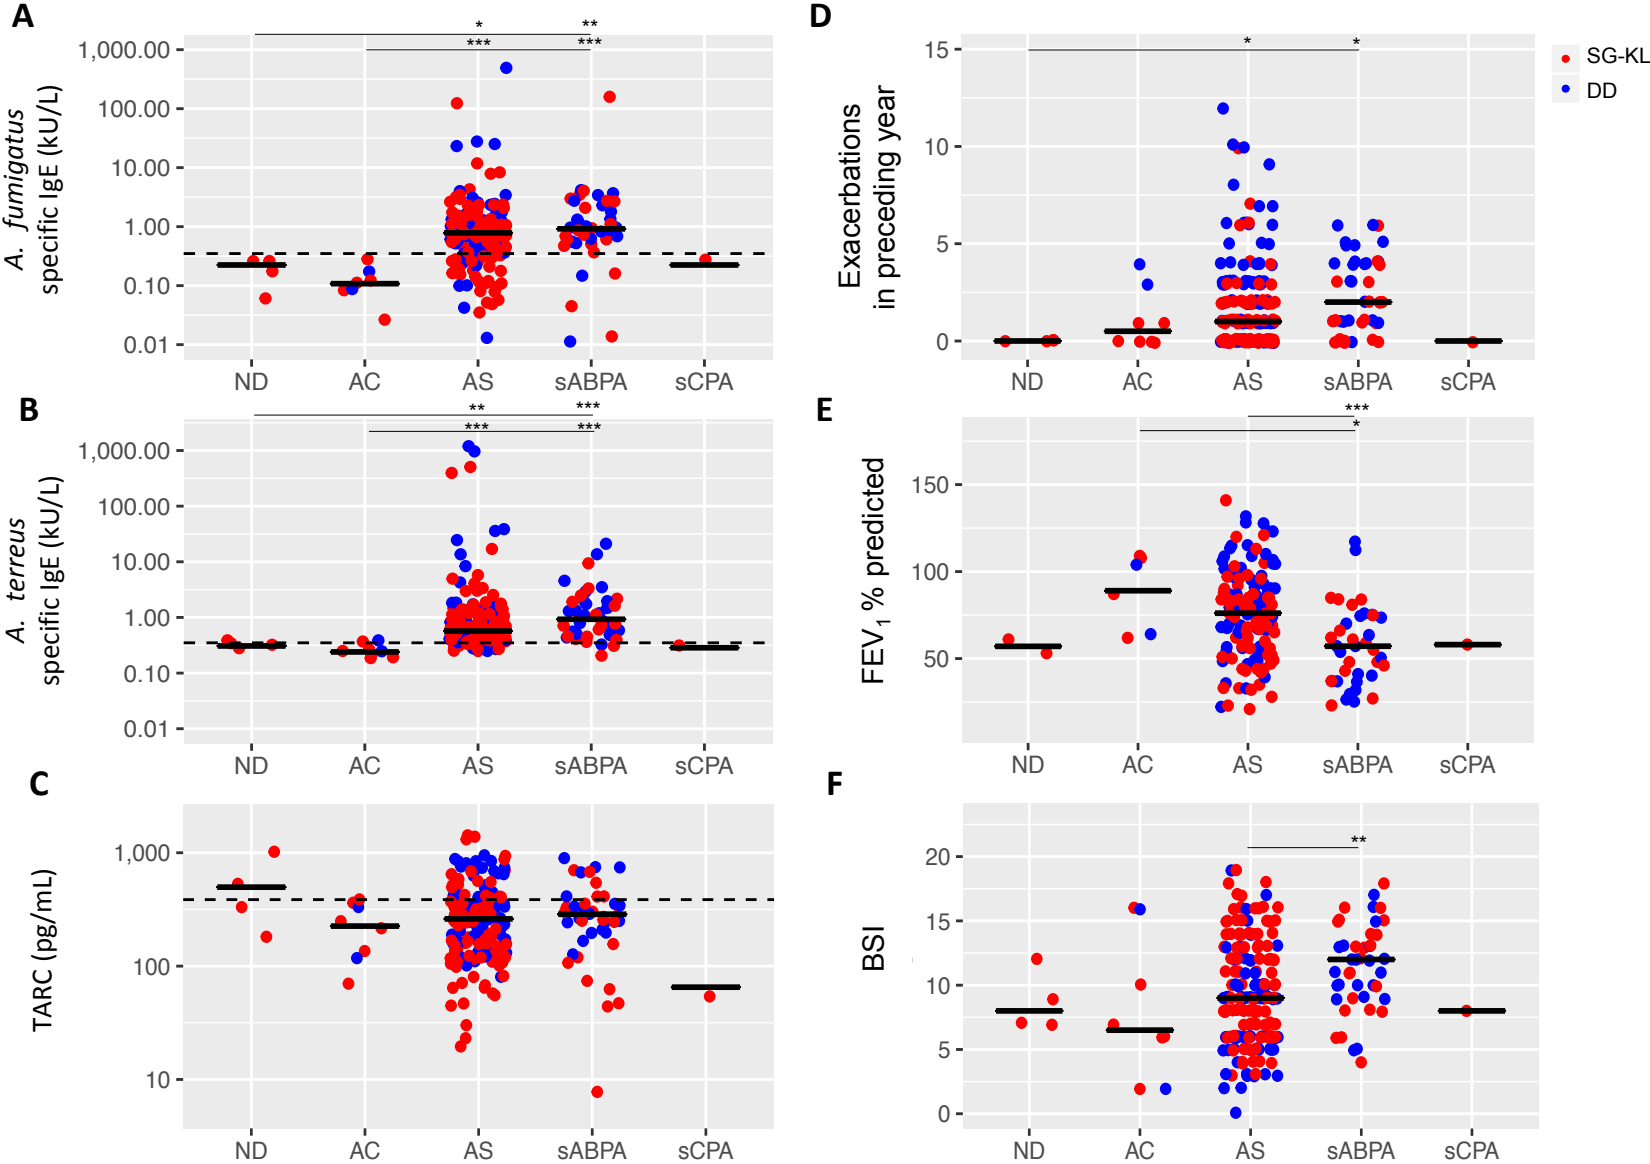 A
* **
*** ***
A. fumigatus
specific IgE (kU/L)
1,000.00
100.00
10.00
1.00
0.10
0.01
ND AC AS sABPA sCPA
B
** ***
*** ***
A. terreus
specific IgE (kU/L)
1,000.00
100.00
10.00
1.00
0.10
0.01
ND AC AS sABPA sCPA
C
TARC (pg/mL)
1,000
100
10
ND AC AS sABPA sCPA
D
* *
Exacerbations
in preceding year
15
10
5
0
ND AC AS sABPA sCPA
SG-KL
DD
E
***
*
FEV1 % predicted
150
100
50
ND AC AS sABPA sCPA
F
**
BSI
20
15
10
5
0
ND AC AS sABPA sCPA